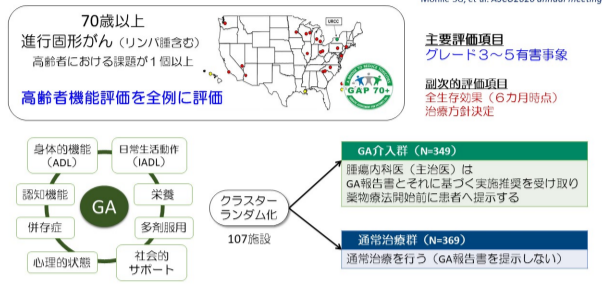 Mohile SG, et al. ASCO2020 annual meeting
70歳以上
進行固形がん（リンパ腫含む）
高齢者における課題が１個以上
高齢者機能評価を全例に評価
URCC
GAP 70+
主要評価項目
グレード３～５有害事象
副次的評価項目
全生存効果（６カ月時点）
治療方針決定
身体的機能
（ADL）
日常生活動作
（IADL）
認知機能
栄養
GA
併存症
多剤服用
心理的状態
社会的
サポート
クラスター
ランダム化
107施設
GA介入群（N=349）
腫瘍内科医（主治医）は
GA報告書とそれに基づく実施推奨を受け取り
薬物療法開始前に患者へ提示する
通常治療群（N=369）
通常治療を行う（GA報告書を提示しない）